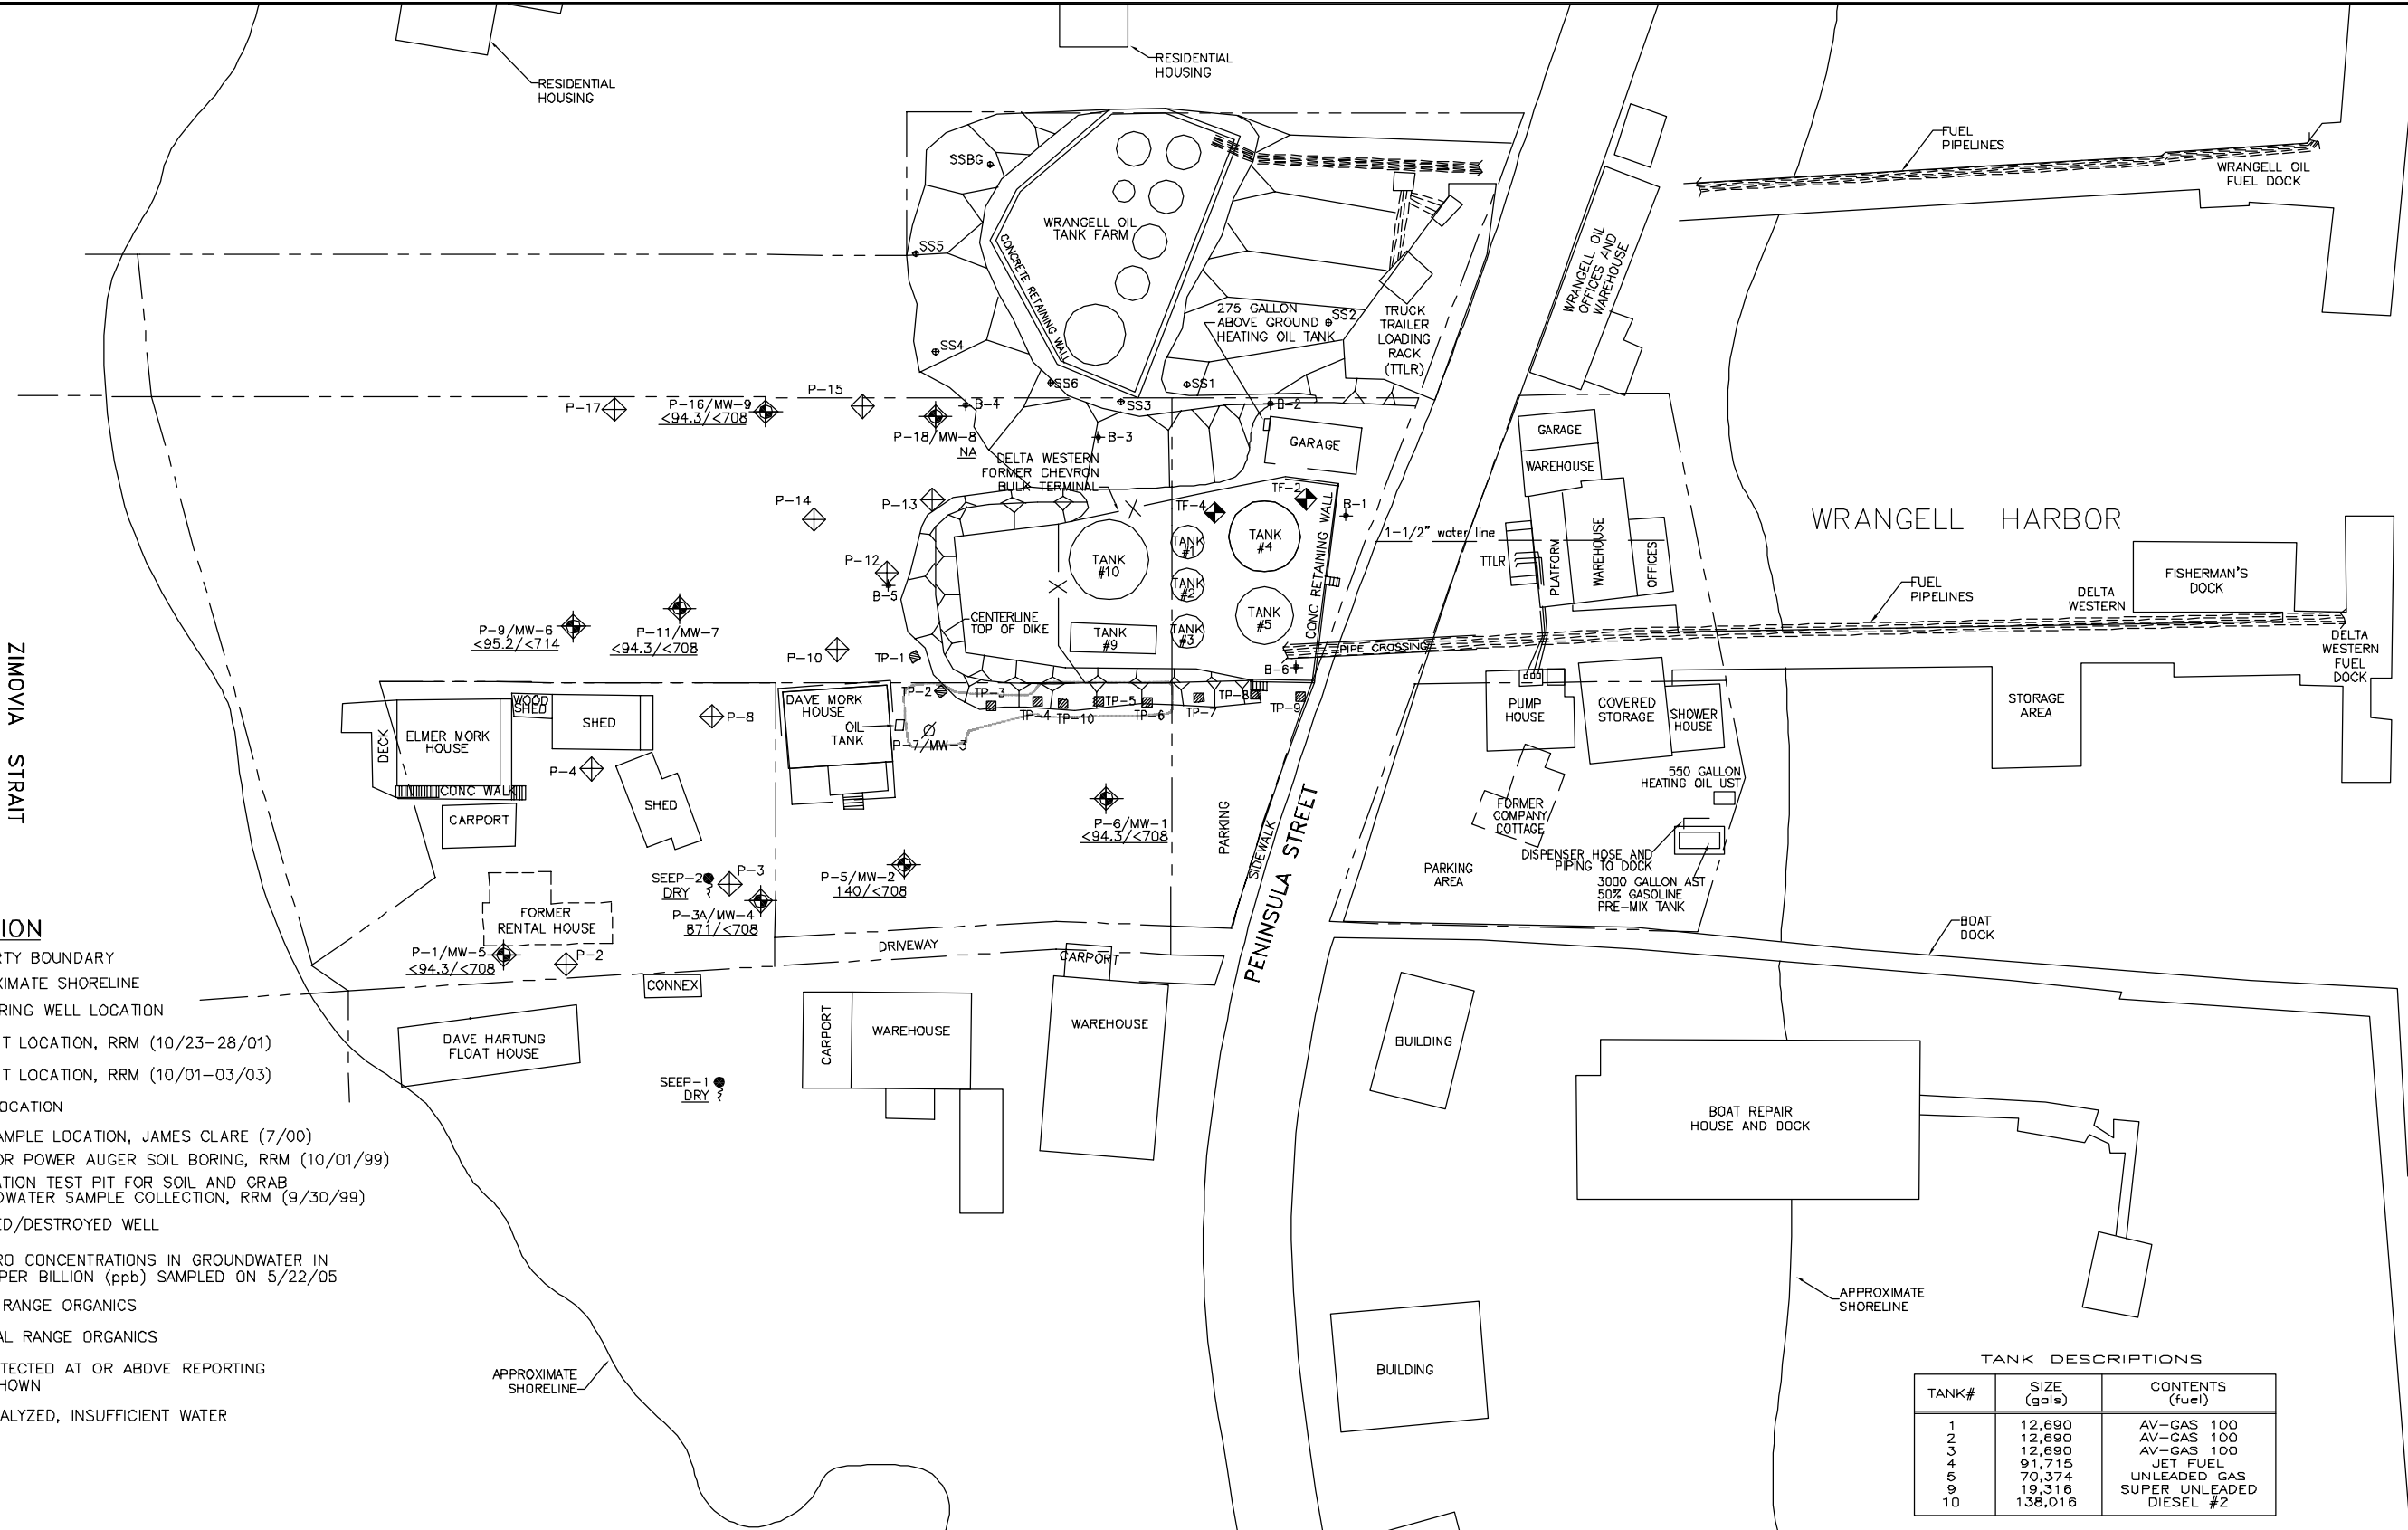 RESIDENTIAL
HOUSING
RESIDENTIAL
HOUSING
FUEL
PIPELINES
WRANGELL OIL
FUEL DOCK
SSBG
WRANGELL OIL
TANK FARM
CONCRETE RETAINING WALL
SS5
SS4
SS6
SS3
SS1
SS2
275 GALLON
ABOVE GROUND
HEATING OIL TANK
TRUCK
TRAILER
LOADING
RACK
(TTLR)
WRANGELL OIL
OFFICES AND
WAREHOUSE
P-17
P-16/MW-9
<94.3/<708
P-15
P-18/MW-8
NA
B-4
B-3
B-2
GARAGE
DELTA WESTERN
FORMER CHEVRON
BULK TERMINAL
GARAGE
WAREHOUSE
P-14
P-13
TF-4
TF-2
B-1
CONC RETAINING WALL
1-1/2" water line
TTLR
PLATFORM
WAREHOUSE
OFFICES
WRANGELL HARBOR
TANK
#10
TANK
#1
TANK
#4
TANK
#2
TANK
#5
TANK
#3
TANK
#9
CENTERLINE
TOP OF DIKE
P-12
B-5
P-9/MW-6
<95.2/<714
P-11/MW-7
<94.3/<708
P-10
TP-1
PIPE CROSSING
B-6
FUEL
PIPELINES
DELTA
WESTERN
FISHERMAN'S
DOCK
DELTA
WESTERN
FUEL
DOCK
STORAGE
AREA
ZIMOVIA STRAIT
DECK
ELMER MORK
HOUSE
WOOD
SHED
SHED
P-8
DAVE MORK
HOUSE
OIL
TANK
TP-2
TP-3
TP-4
TP-10
TP-5
TP-6
TP-7
TP-8
TP-9
P-7/MW-3
PUMP
HOUSE
COVERED
STORAGE
SHOWER
HOUSE
P-4
SHED
CONC WALK
CARPORT
P-6/MW-1
<94.3/<708
PARKING
SIDEWALK
PENINSULA STREET
FORMER
COMPANY
COTTAGE
550 GALLON
HEATING OIL UST
DISPENSER HOSE AND
PIPING TO DOCK
3000 GALLON AST
50% GASOLINE
PRE-MIX TANK
PARKING
AREA
SEEP-2
DRY
P-3
P-3A/MW-4
871/<708
P-5/MW-2
140/<708
FORMER
RENTAL HOUSE
P-1/MW-5
<94.3/<708
P-2
DRIVEWAY
CARPORT
CONNEX
BOAT
DOCK
DAVE HARTUNG
FLOAT HOUSE
CARPORT
WAREHOUSE
WAREHOUSE
BUILDING
SEEP-1
DRY
BOAT REPAIR
HOUSE AND DOCK
APPROXIMATE
SHORELINE
APPROXIMATE
SHORELINE
BUILDING
ION
RTY BOUNDARY
XIMATE SHORELINE
RING WELL LOCATION
T LOCATION, RRM (10/23-28/01)
T LOCATION, RRM (10/01-03/03)
OCATION
AMPLE LOCATION, JAMES CLARE (7/00)
OR POWER AUGER SOIL BORING, RRM (10/01/99)
ATION TEST PIT FOR SOIL AND GRAB
DWATER SAMPLE COLLECTION, RRM (9/30/99)
ED/DESTROYED WELL
RO CONCENTRATIONS IN GROUNDWATER IN
PER BILLION (ppb) SAMPLED ON 5/22/05
RANGE ORGANICS
AL RANGE ORGANICS
TECTED AT OR ABOVE REPORTING
HOWN
ALYZED, INSUFFICIENT WATER
TANK DESCRIPTIONS
TANK# SIZE (gals) CONTENTS (fuel)
1 12,690 AV-GAS 100
2 12,690 AV-GAS 100
3 12,690 AV-GAS 100
4 91,715 JET FUEL
5 70,374 UNLEADED GAS
9 19,316 SUPER UNLEADED
10 138,016 DIESEL #2